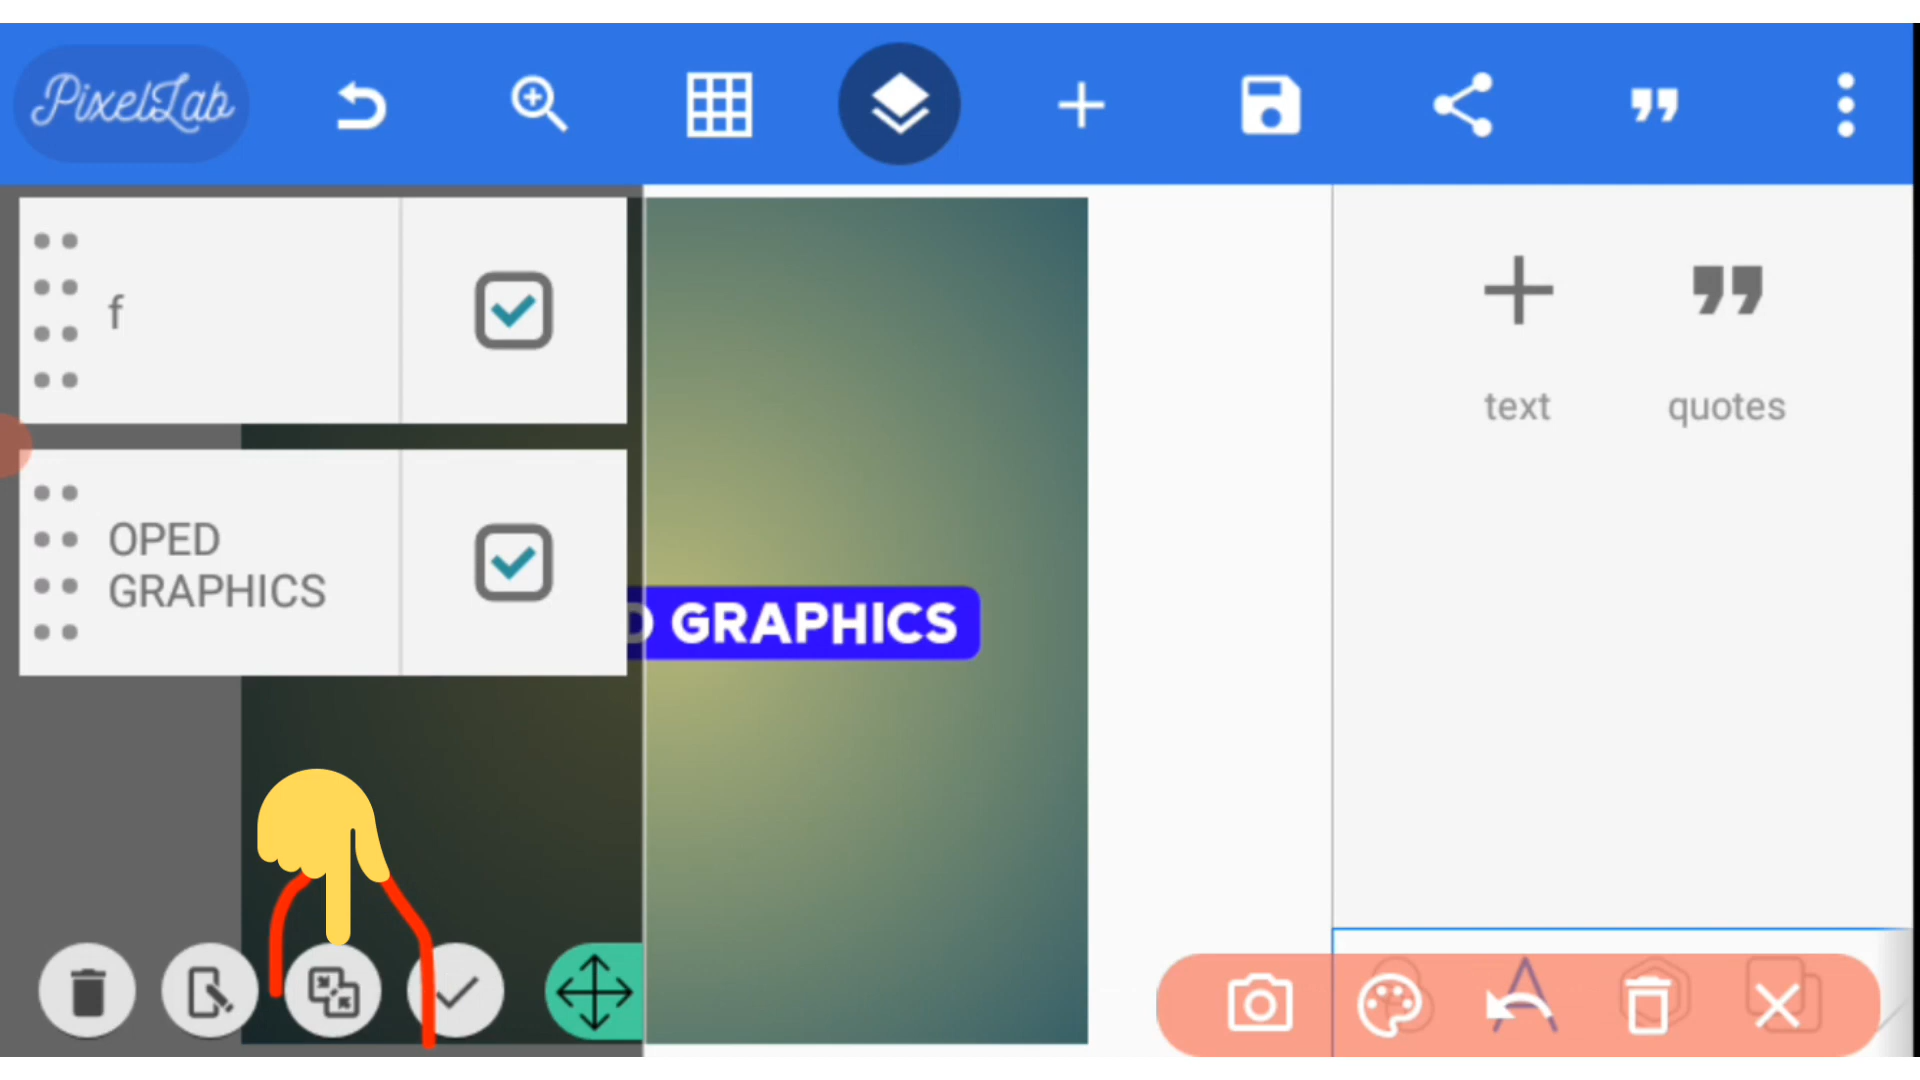 PixelLab
f
OPED
GRAPHICS
D GRAPHICS
text
quotes